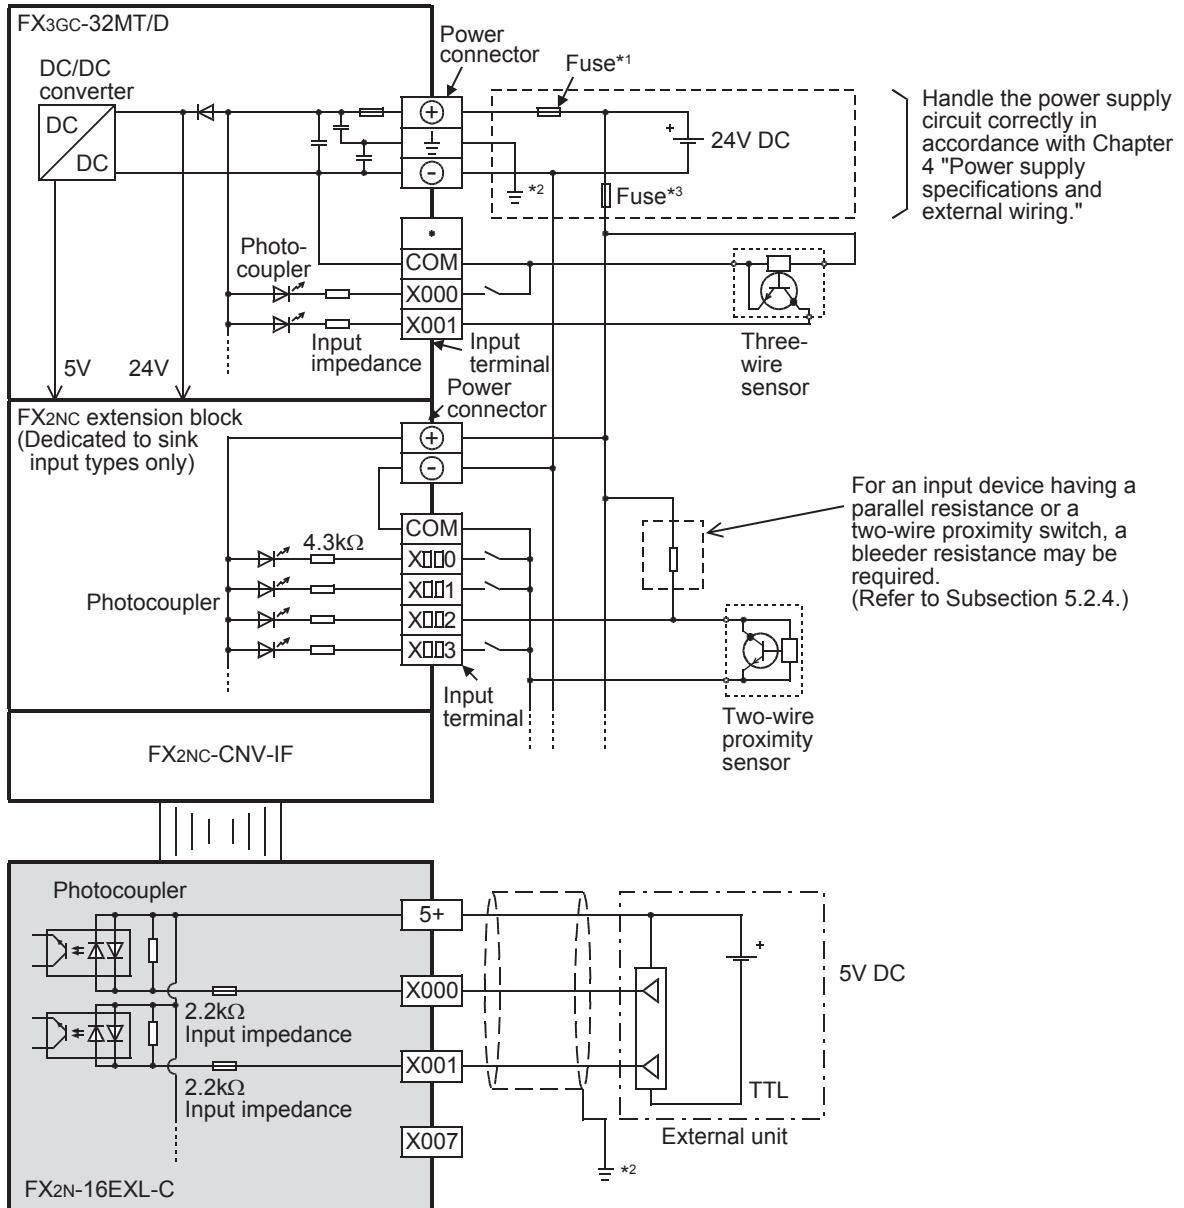 FX3GC-32MT/D
Power
connector
Fuse*1
DC/DC
converter
DC
DC
+
-
24V DC
*2
Fuse*3
Handle the power supply
circuit correctly in
accordance with Chapter
4 "Power supply
specifications and
external wiring."
•
COM
X000
X001
Photo-
coupler
Input
impedance
Input
terminal
Three-
wire
sensor
5V
24V
Power
connector
FX2NC extension block
(Dedicated to sink
input types only)
+
-
COM
4.3kΩ
X▯▯0
X▯▯1
X▯▯2
X▯▯3
Photocoupler
Input
terminal
For an input device having a
parallel resistance or a
two-wire proximity switch, a
bleeder resistance may be
required.
(Refer to Subsection 5.2.4.)
Two-wire
proximity
sensor
FX2NC-CNV-IF
Photocoupler
5+
X000
2.2kΩ
Input impedance
X001
2.2kΩ
Input impedance
X007
+
5V DC
TTL
External unit
*2
FX2N-16EXL-C